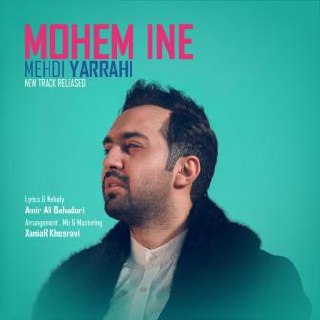 MOHEM INE
MEHDI YARRAHI
NEW TRACK RELEASED
Lyrics & Melody
Amir Ali Bahadori
Arrangement , Mix & Mastering
XaniaR Khosravi